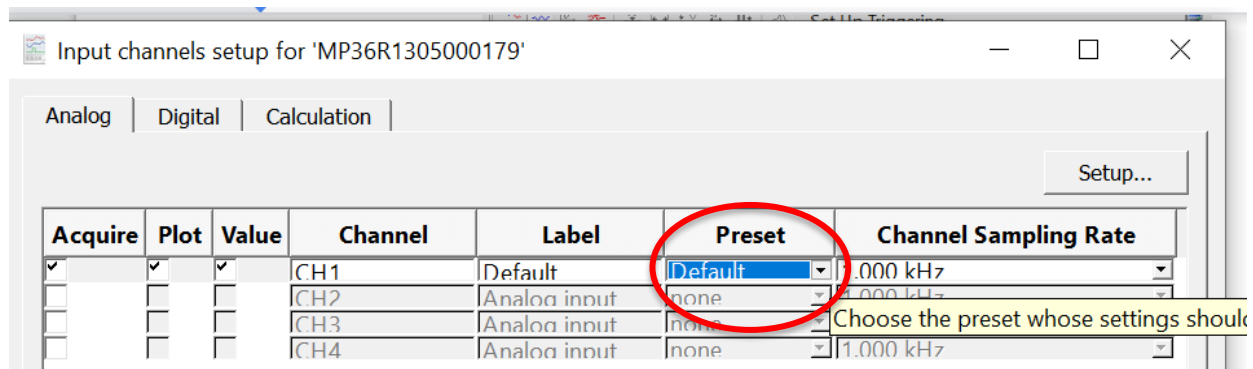 Set Up Triggering
Input channels setup for 'MP36R1305000179'
Analog Digital Calculation
Setup...
Acquire Plot Value Channel Label Preset Channel Sampling Rate
CH1 Default Default 1.000 kHz
CH2 Analog input none 1.000 kHz
CH3 Analog input none
Choose the preset whose settings should
CH4 Analog input none 1.000 kHz